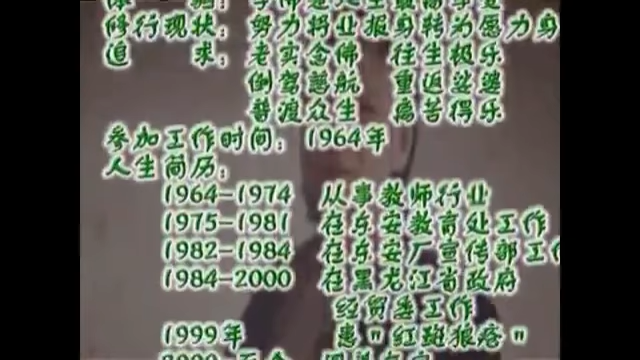 修行现状：努力将业报身转为愿力身
追 求：老实念佛 往生极乐
倒驾慈航 重返娑婆
普渡众生 离苦得乐
参加工作时间：1964年
人生简历：
1964-1974 从事教师行业
1975-1981 在东安教育处工作
1982-1984 在东安厂宣传部工作
1984-2000 在黑龙江省政府
经贸委工作
1999年 患"红斑狼疮"